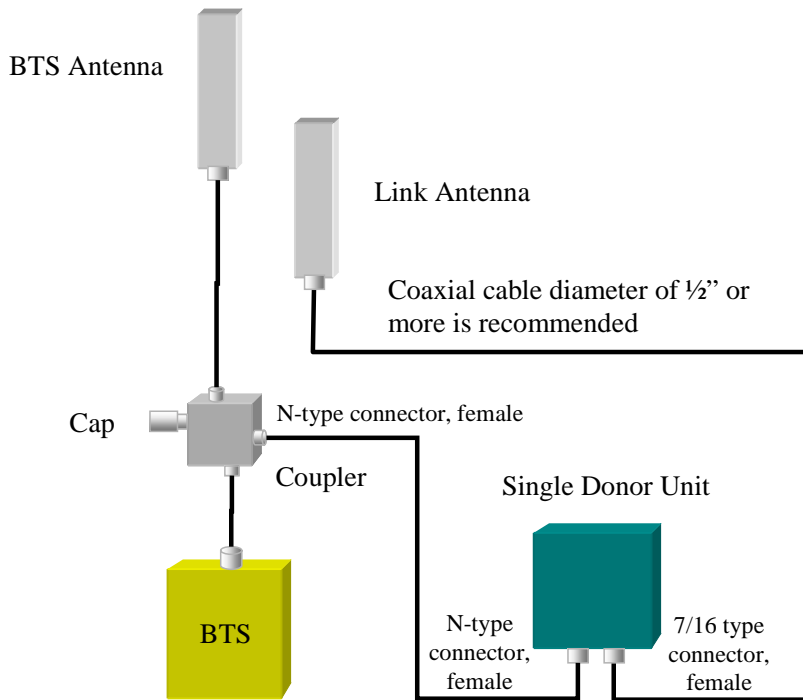 BTS Antenna
Link Antenna
Coaxial cable diameter of ½” or
more is recommended
Cap
N-type connector, female
Coupler
Single Donor Unit
BTS
N-type
connector,
female
7/16 type
connector,
female